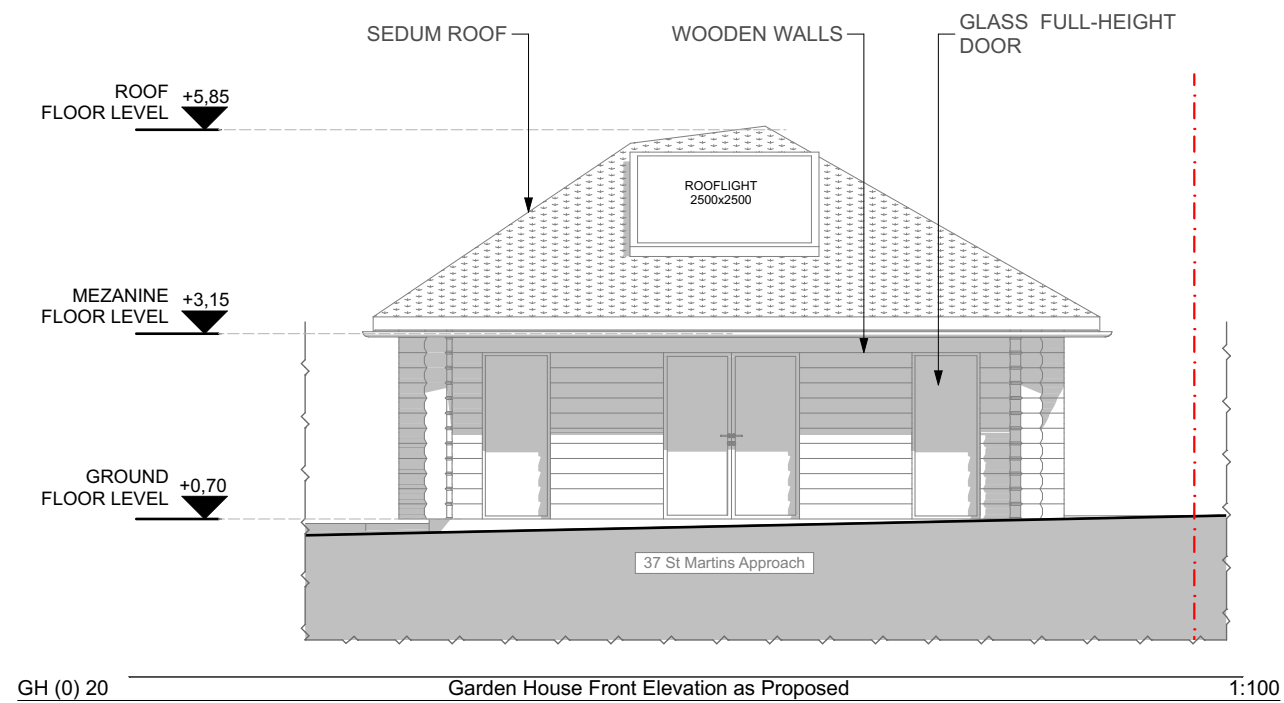 SEDUM ROOF
WOODEN WALLS
GLASS FULL-HEIGHT
DOOR
ROOF
FLOOR LEVEL
+5,85
ROOFLIGHT
2500x2500
MEZANINE
FLOOR LEVEL
+3,15
GROUND
FLOOR LEVEL
+0,70
37 St Martins Approach
GH (0) 20
Garden House Front Elevation as Proposed
1:100